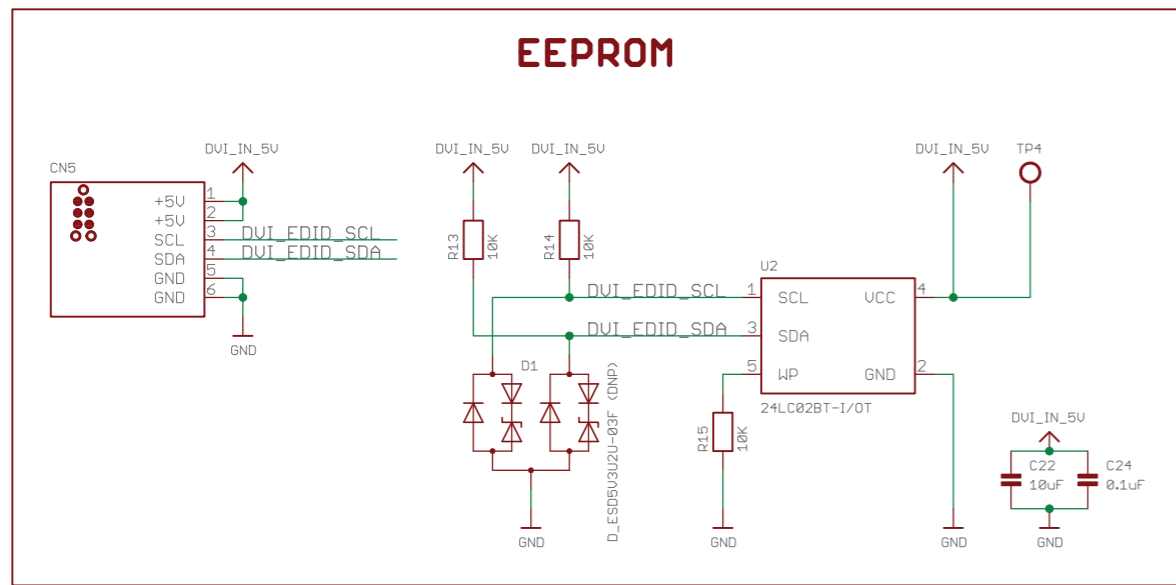 EEPROM
CN5
DVI_IN_5V
+5V 1
+5V 2
SCL 3 DVI_EDID_SCL
SDA 4 DVI_EDID_SDA
GND 5
GND 6
GND
DVI_IN_5V DVI_IN_5V
R13 10K
R14 10K
DVI_EDID_SCL
DVI_EDID_SDA
D1
D_ESD5V3U2U-03F (DNP)
GND
R15 10K
GND
U2
1 SCL VCC 4
3 SDA
5 WP GND 2
24LC02BT-I/OT
DVI_IN_5V TP4
GND
DVI_IN_5V
C22
10uF
C24
0.1uF
GND